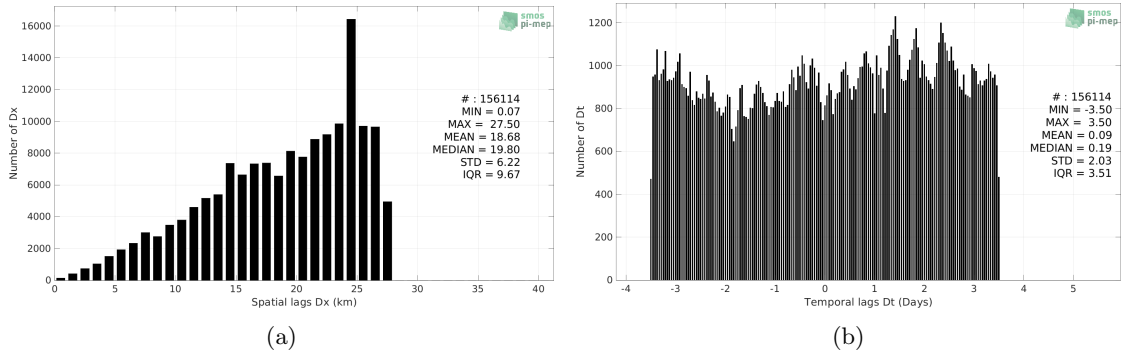 16000
14000
12000
10000
8000
6000
4000
2000
0
Number of Dx
smos
pi-mep
# : 156114
MIN = 0.07
MAX = 27.50
MEAN = 18.68
MEDIAN = 19.80
STD = 6.22
IQR = 9.67
0 5 10 15 20 25 30 35 40
Spatial lags Dx (km)
(a)
1200
1000
800
600
400
200
0
Number of Dt
smos
pi-mep
# : 156114
MIN = -3.50
MAX = 3.50
MEAN = 0.09
MEDIAN = 0.19
STD = 2.03
IQR = 3.51
-4 -3 -2 -1 0 1 2 3 4 5
Temporal lags Dt (Days)
(b)